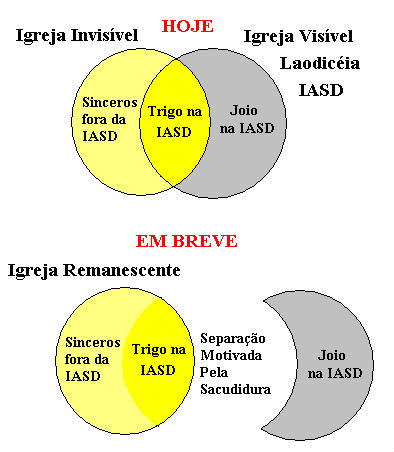 HOJE
Igreja Invisível
Igreja Visível
Laodicéia
IASD
Sinceros
fora da
IASD
Trigo na
IASD
Joio
na IASD
EM BREVE
Igreja Remanescente
Sinceros
fora da
IASD
Trigo na
IASD
Separação
Motivada
Pela
Sacudidura
Joio
na IASD